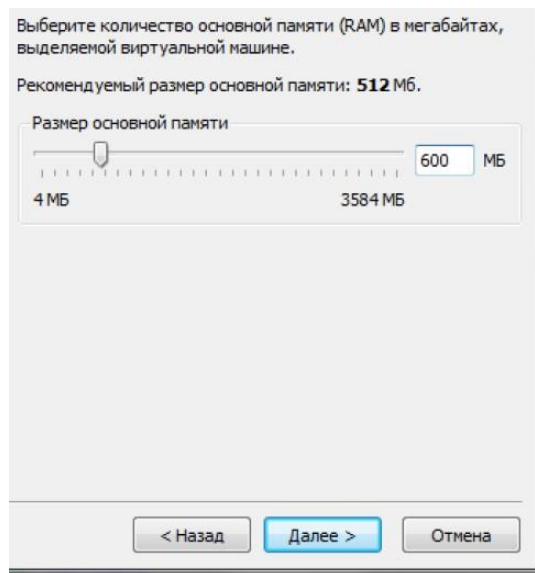 Выберите количество основной памяти (RAM) в мегабайтах,
выделяемой виртуальной машине.
Рекомендуемый размер основной памяти: 512 Мб.
Размер основной памяти
600 МБ
4 МБ 3584 МБ
< Назад Далее > Отмена